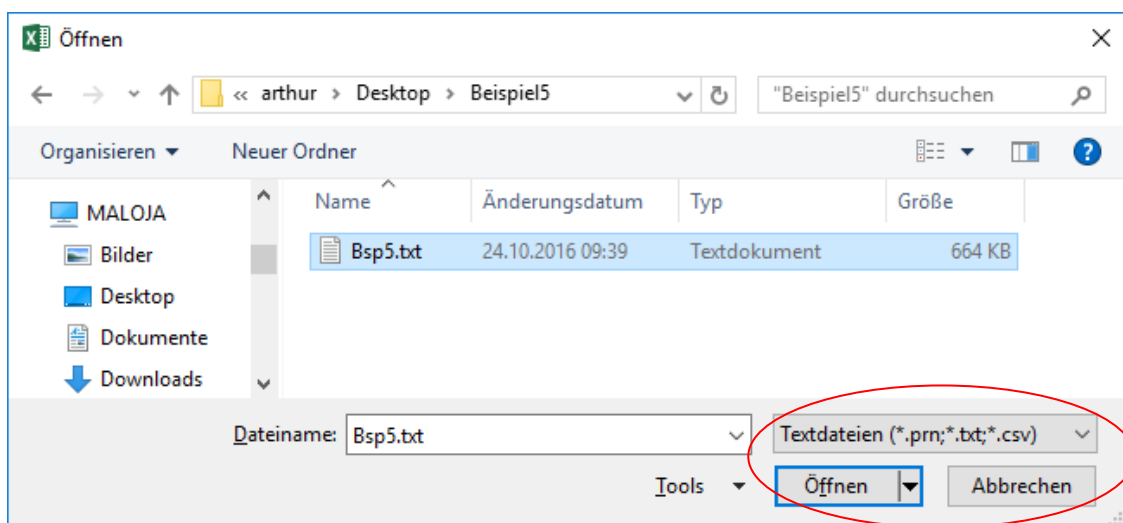 Öffnen
« arthur > Desktop > Beispiel5
"Beispiel5" durchsuchen
Organisieren
Neuer Ordner
Name Änderungsdatum Typ Größe
Bsp5.txt 24.10.2016 09:39 Textdokument 664 KB
MALOJA
Bilder
Desktop
Dokumente
Downloads
Dateiname: Bsp5.txt
Textdateien (*.prn;*.txt;*.csv)
Tools
Öffnen
Abbrechen